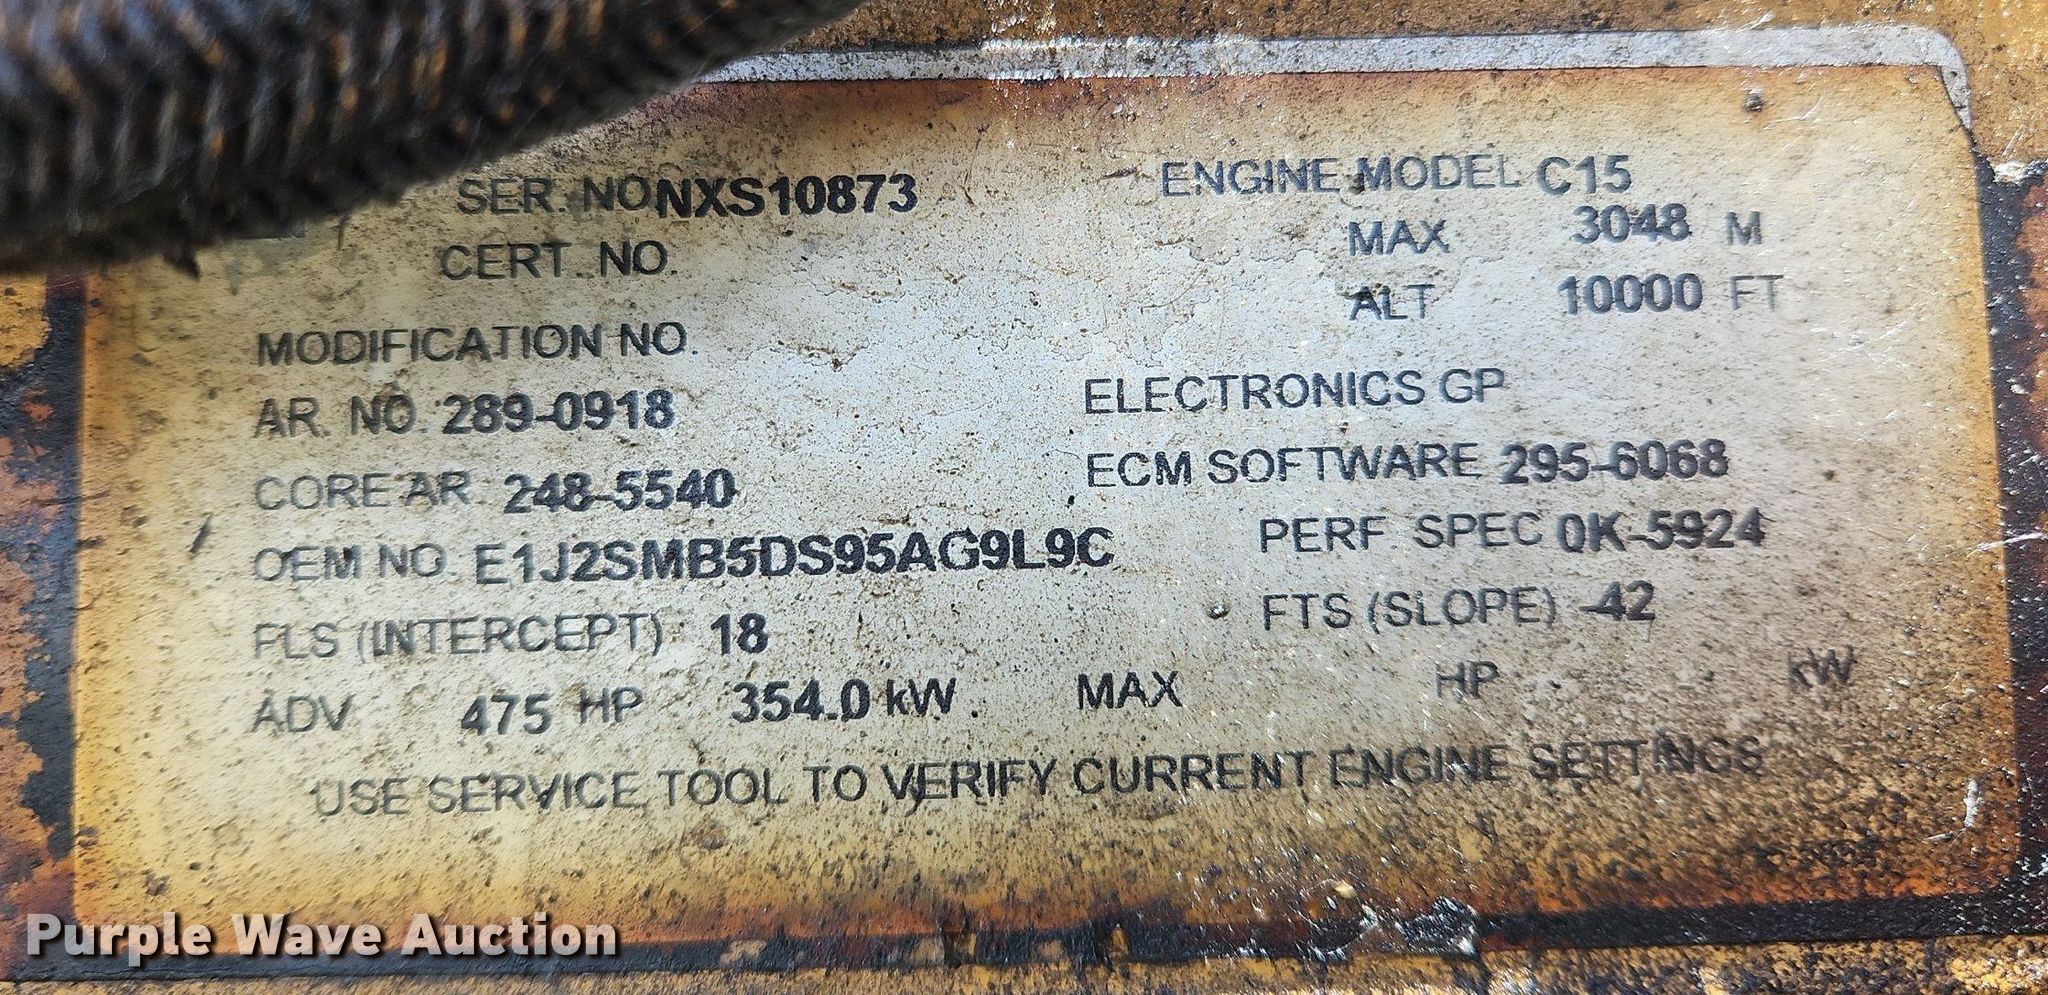 SER. NO NXS10873
CERT. NO.
MODIFICATION NO.
AR. NO. 289-0918
CORE AR. 248-5540
OEM NO. E1J2SMB5DS95AG9L9C
FLS (INTERCEPT) 18
ADV 475 HP 354.0 kW
ENGINE MODEL C15
MAX 3048 M
ALT 10000 FT
ELECTRONICS GP
ECM SOFTWARE 295-6068
PERF. SPEC 0K-5924
FTS (SLOPE) -42
MAX HP kW
USE SERVICE TOOL TO VERIFY CURRENT ENGINE SETTINGS
Purple Wave Auction